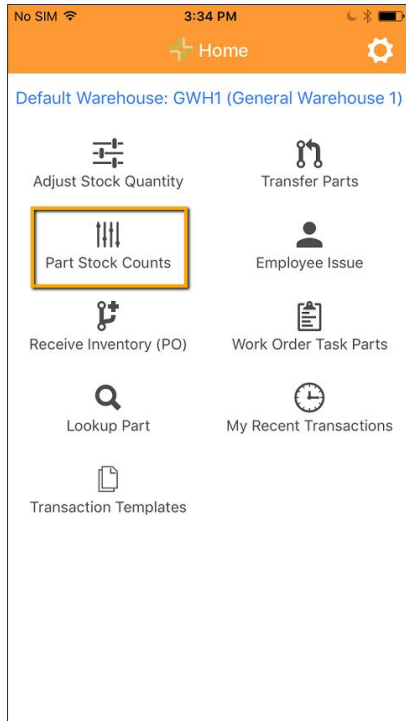 No SIM 3:34 PM
Home
Default Warehouse: GWH1 (General Warehouse 1)
Adjust Stock Quantity Transfer Parts
Part Stock Counts Employee Issue
Receive Inventory (PO) Work Order Task Parts
Lookup Part My Recent Transactions
Transaction Templates